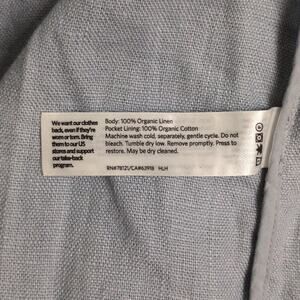 We want our clothes
back, even if they're
worn or torn. Bring
them to our US
stores and support
our take-back
program.
Body: 100% Organic Linen
Pocket Lining: 100% Organic Cotton
Machine wash cold, separately, gentle cycle. Do not
bleach. Tumble dry low. Remove promptly. Press to
restore. May be dry cleaned.
RN#78121/CA#63918 HLH